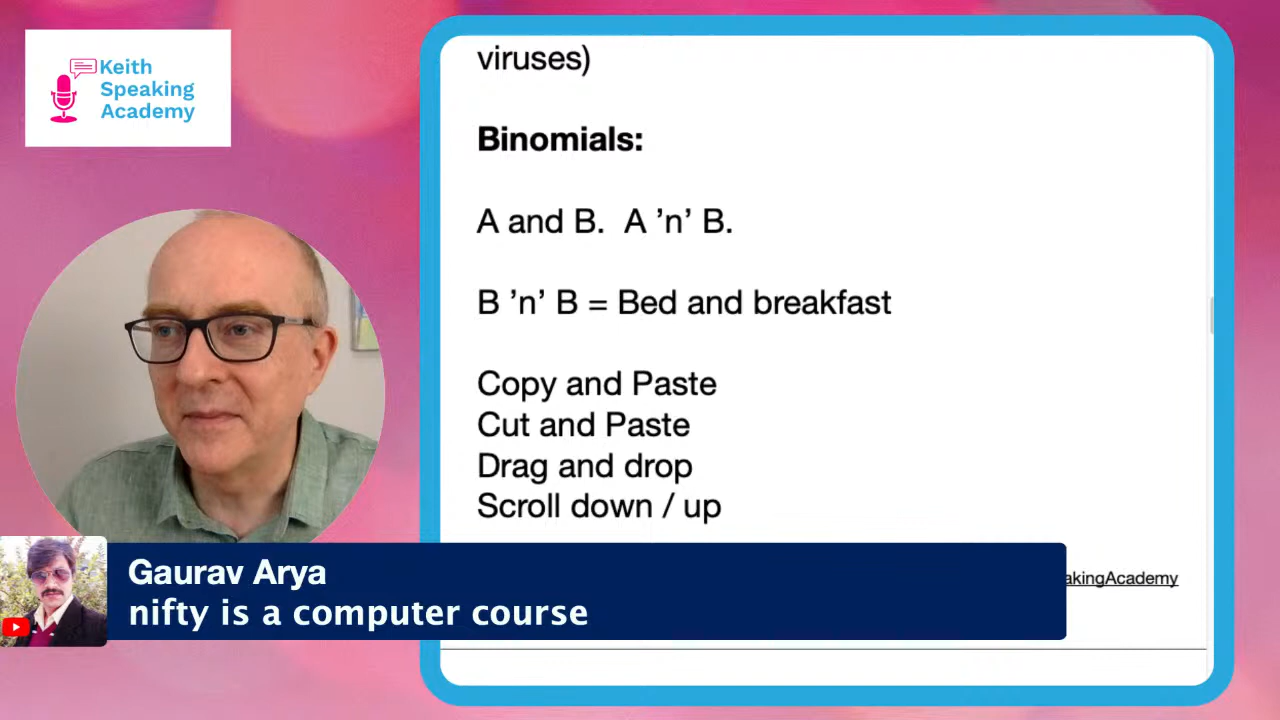 Keith
Speaking
Academy
viruses)
Binomials:
A and B.  A ’n’ B.
B ’n’ B = Bed and breakfast
Copy and Paste
Cut and Paste
Drag and drop
Scroll down / up
akingAcademy
Gaurav Arya
nifty is a computer course